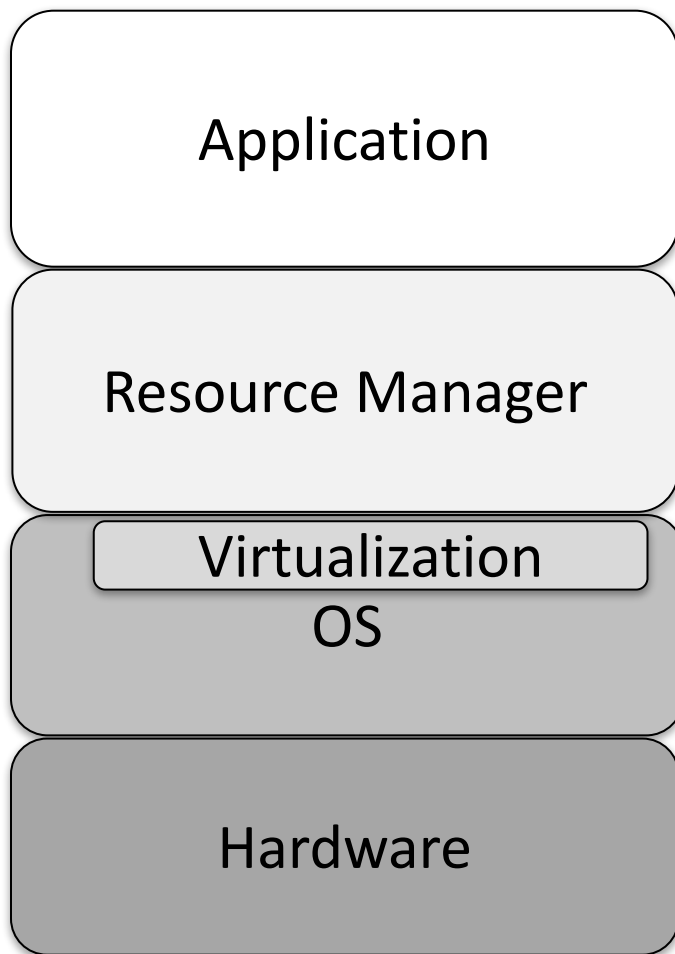 Application
Resource Manager
Virtualization
OS
Hardware